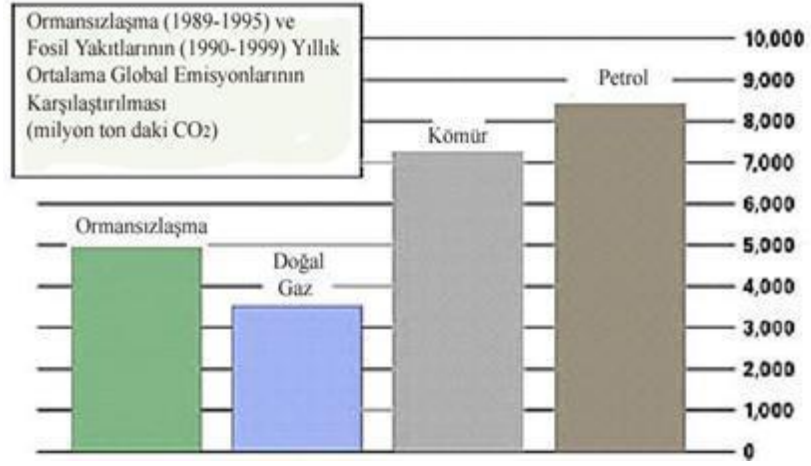 Ormansızlaşma (1989-1995) ve
Fosil Yakıtlarının (1990-1999) Yıllık
Ortalama Global Emisyonlarının
Karşılaştırılması
(milyon ton daki CO2)
Ormansızlaşma
Doğal
Gaz
Kömür
Petrol
10,000
9,000
8,000
7,000
6,000
5,000
4,000
3,000
2,000
1,000
0